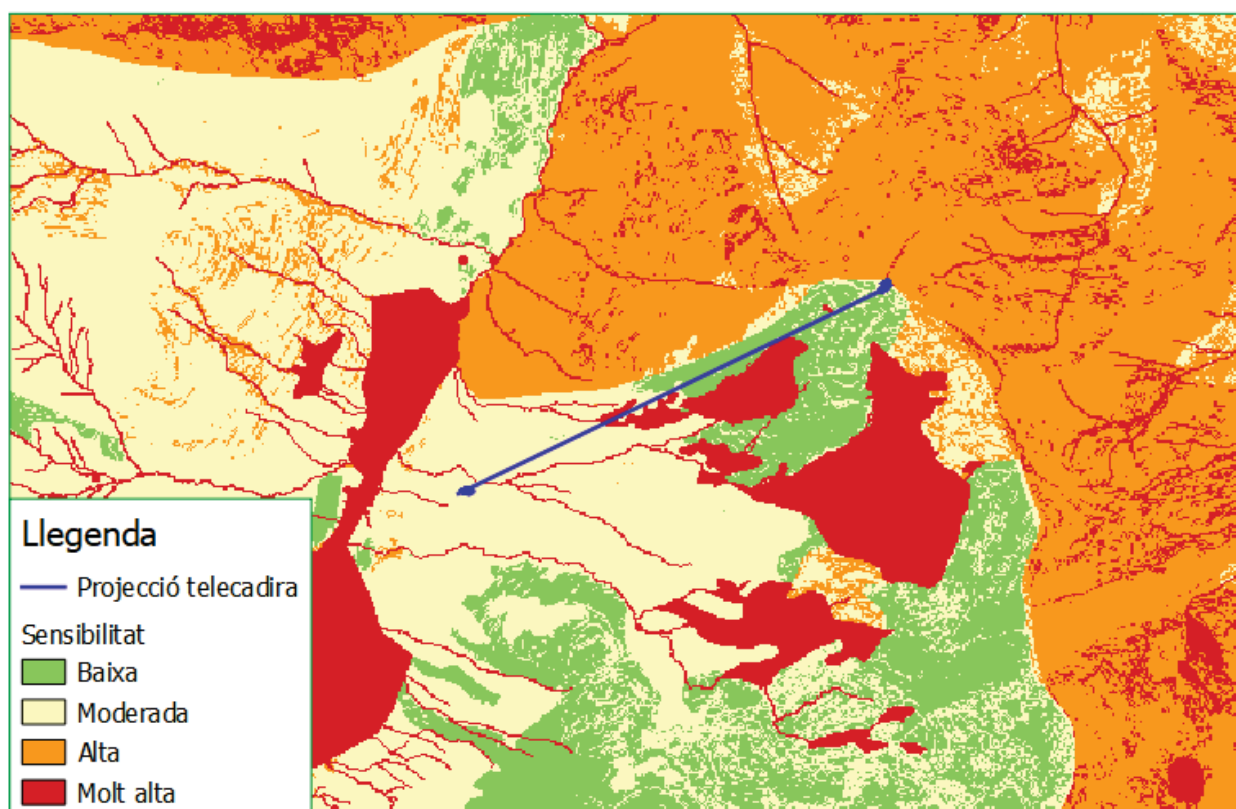 Llegenda
Projecció telecadira
Sensibilitat
Baixa
Moderada
Alta
Molt alta